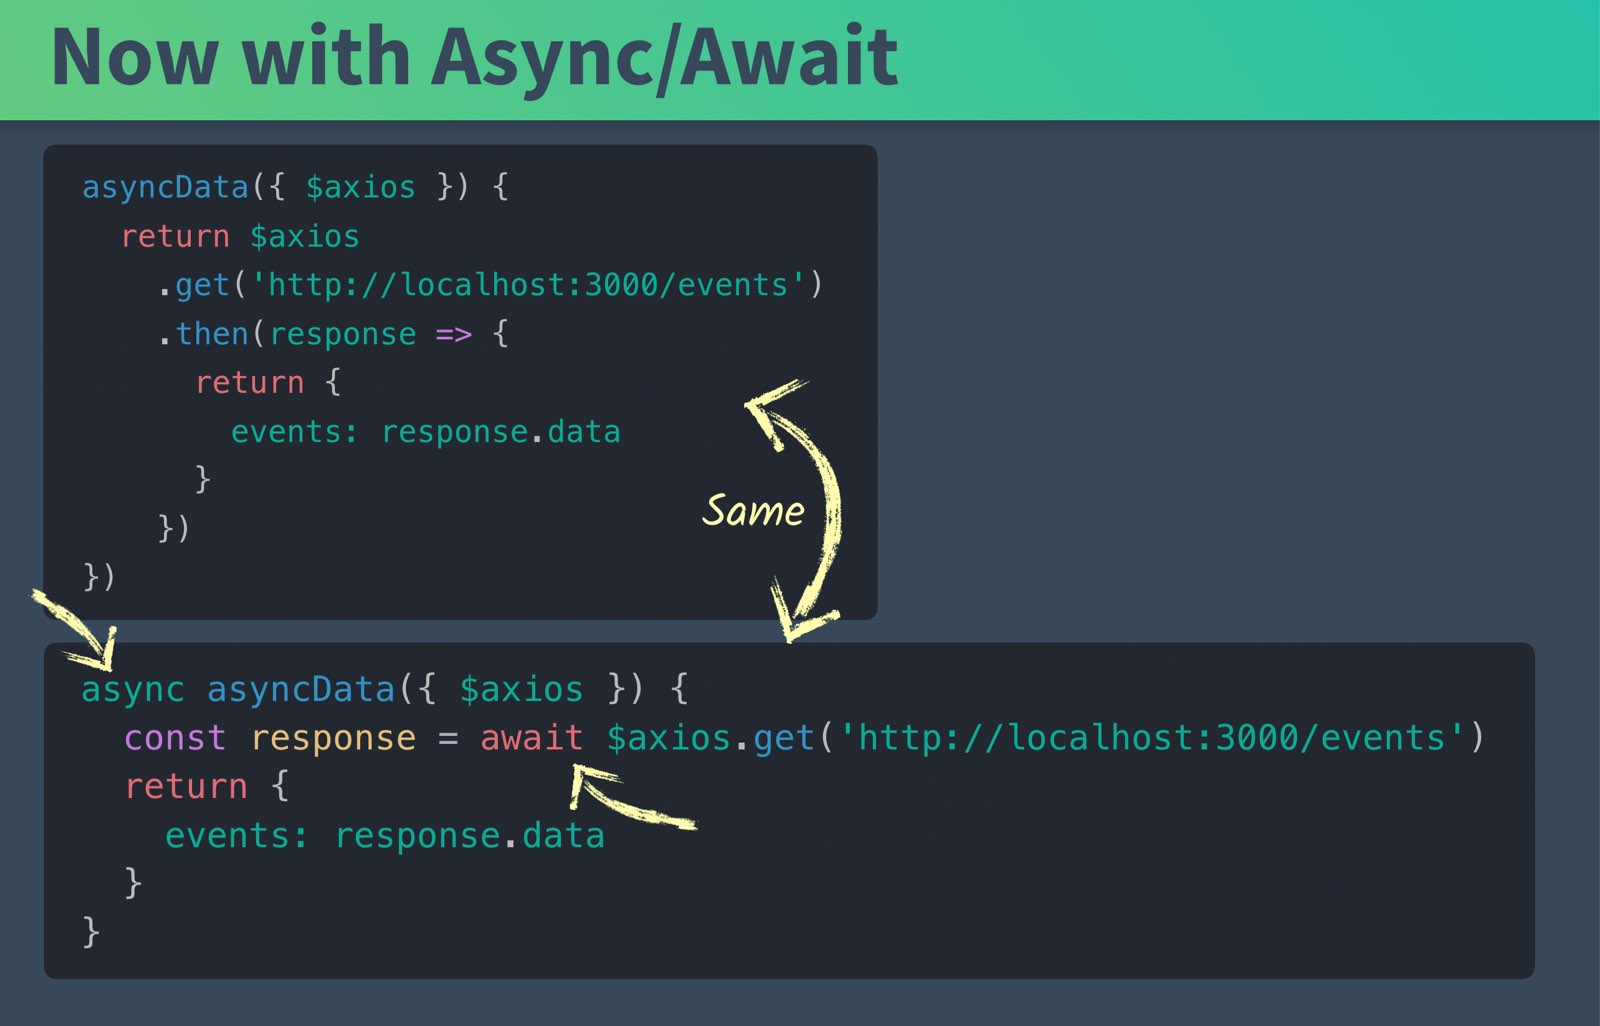 Now with Async/Await
asyncData({ $axios }) {
  return $axios
    .get('http://localhost:3000/events')
    .then(response => {
      return {
        events: response.data
      }
    })
})
Same
async asyncData({ $axios }) {
  const response = await $axios.get('http://localhost:3000/events')
  return {
    events: response.data
  }
}